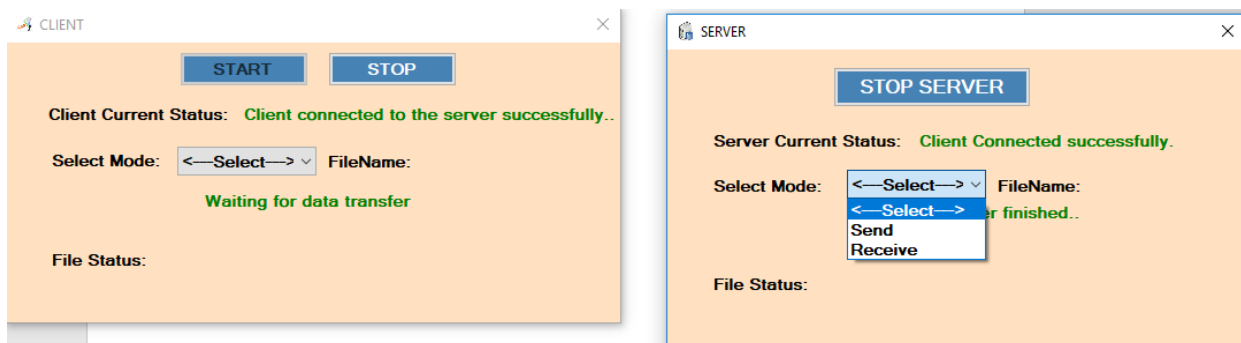 CLIENT
START STOP
Client Current Status: Client connected to the server successfully..
Select Mode: <---Select---> FileName:
Waiting for data transfer
File Status:
SERVER
STOP SERVER
Server Current Status: Client Connected successfully.
Select Mode: <---Select---> FileName:
<---Select--->
finished..
Send
Receive
File Status: